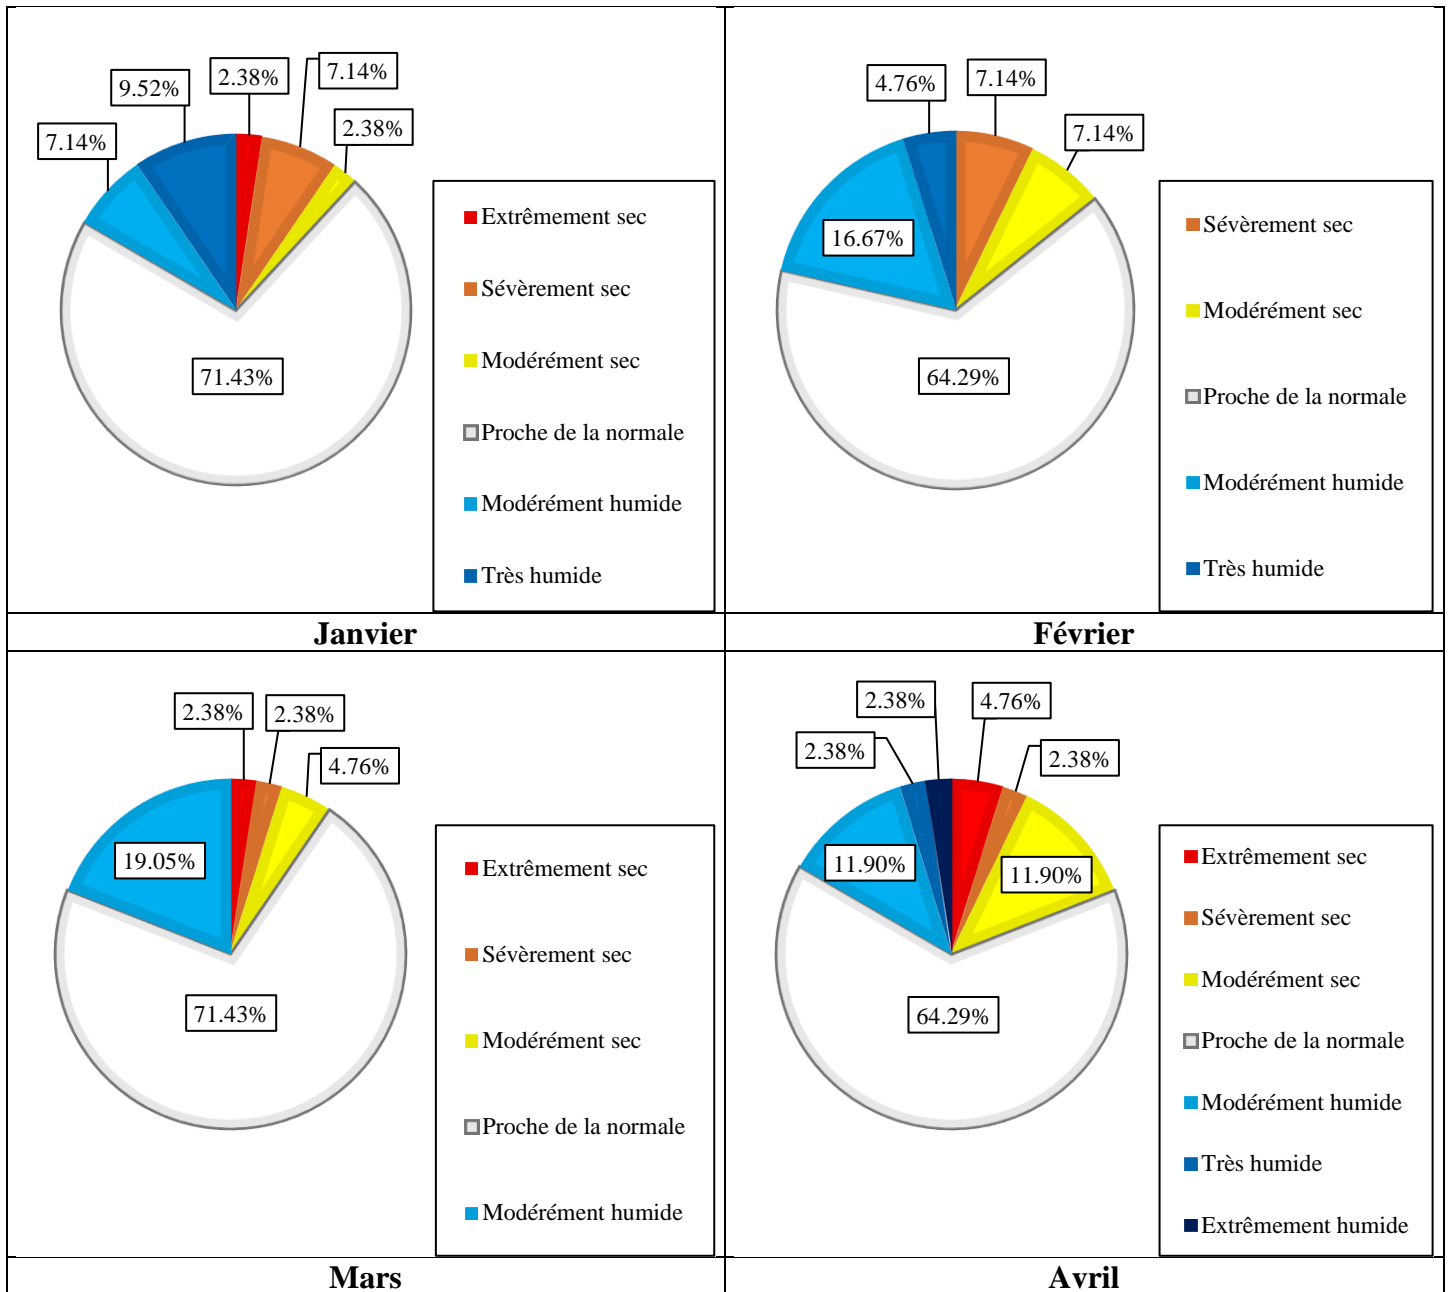 2.38%
7.14%
9.52%
2.38%
7.14%
71.43%
Extrêmement sec
Sévèrement sec
Modérément sec
Proche de la normale
Modérément humide
Très humide
Janvier
4.76%
7.14%
7.14%
16.67%
64.29%
Sévèrement sec
Modérément sec
Proche de la normale
Modérément humide
Très humide
Février
2.38%
2.38%
4.76%
19.05%
71.43%
Extrêmement sec
Sévèrement sec
Modérément sec
Proche de la normale
Modérément humide
Mars
2.38%
4.76%
2.38%
2.38%
11.90%
11.90%
64.29%
Extrêmement sec
Sévèrement sec
Modérément sec
Proche de la normale
Modérément humide
Très humide
Extrêmement humide
Avril